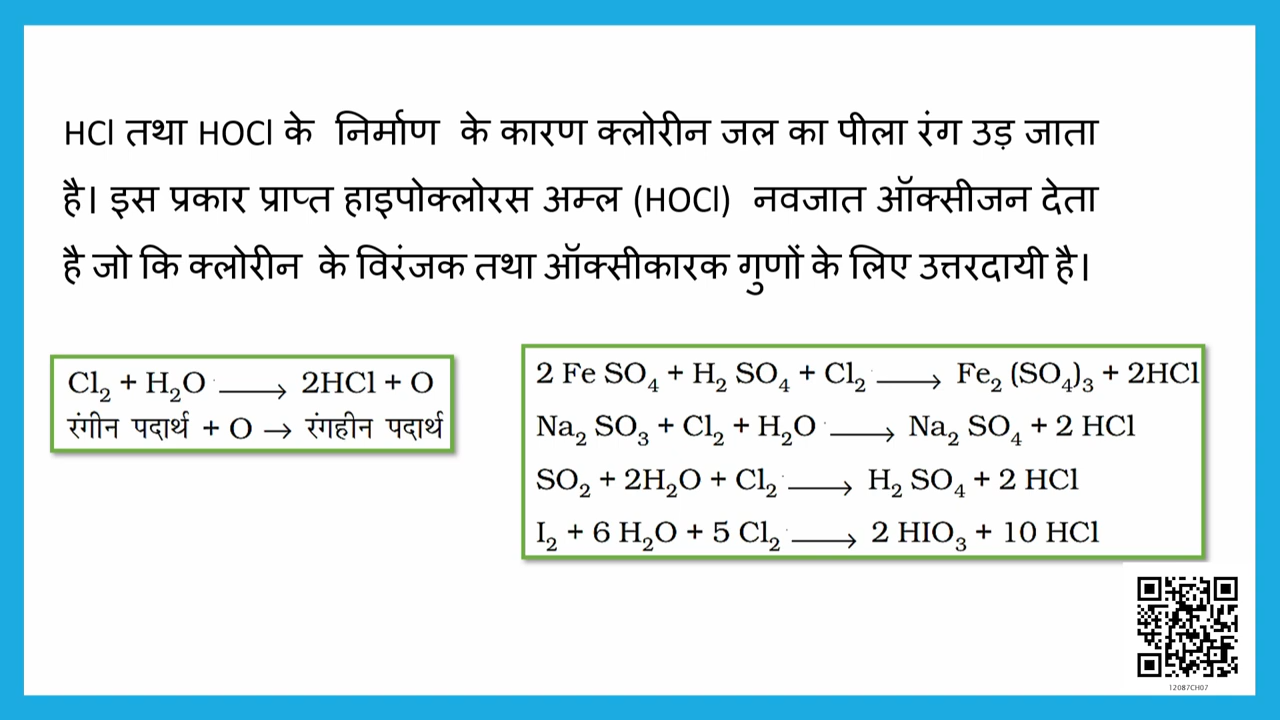 HCl तथा HOCl के निर्माण के कारण क्लोरीन जल का पीला रंग उड़ जाता
है। इस प्रकार प्राप्त हाइपोक्लोरस अम्ल (HOCl) नवजात ऑक्सीजन देता
है जो कि क्लोरीन के विरंजक तथा ऑक्सीकारक गुणों के लिए उत्तरदायी है।
Cl₂ + H₂O ⟶ 2HCl + O
रंगीन पदार्थ + O → रंगहीन पदार्थ
2 Fe SO₄ + H₂ SO₄ + Cl₂ ⟶ Fe₂ (SO₄)₃ + 2HCl
Na₂ SO₃ + Cl₂ + H₂O ⟶ Na₂ SO₄ + 2 HCl
SO₂ + 2H₂O + Cl₂ ⟶ H₂ SO₄ + 2 HCl
I₂ + 6 H₂O + 5 Cl₂ ⟶ 2 HIO₃ + 10 HCl
12087CH07